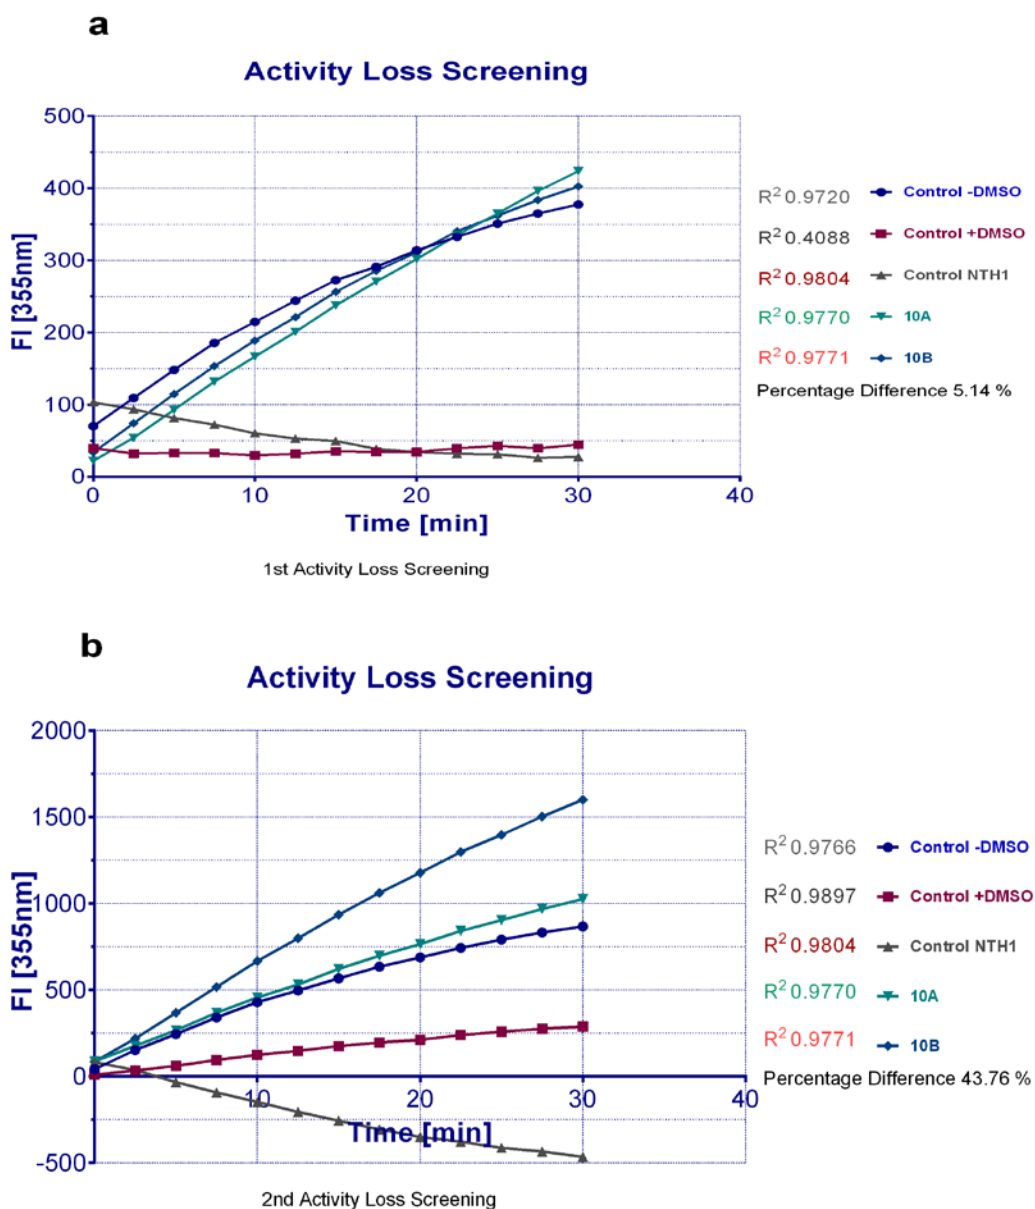 a
Activity Loss Screening
500
400
300
200
100
0
FI [355nm]
0 10 20 30 40
Time [min]
R² 0.9720 Control -DMSO
R² 0.4088 Control +DMSO
R² 0.9804 Control NTH1
R² 0.9770 10A
R² 0.9771 10B
Percentage Difference 5.14 %
1st Activity Loss Screening
b
Activity Loss Screening
2000
1500
1000
500
0
-500
FI [355nm]
10 20 30 40
Time [min]
R² 0.9766 Control -DMSO
R² 0.9897 Control +DMSO
R² 0.9804 Control NTH1
R² 0.9770 10A
R² 0.9771 10B
Percentage Difference 43.76 %
2nd Activity Loss Screening